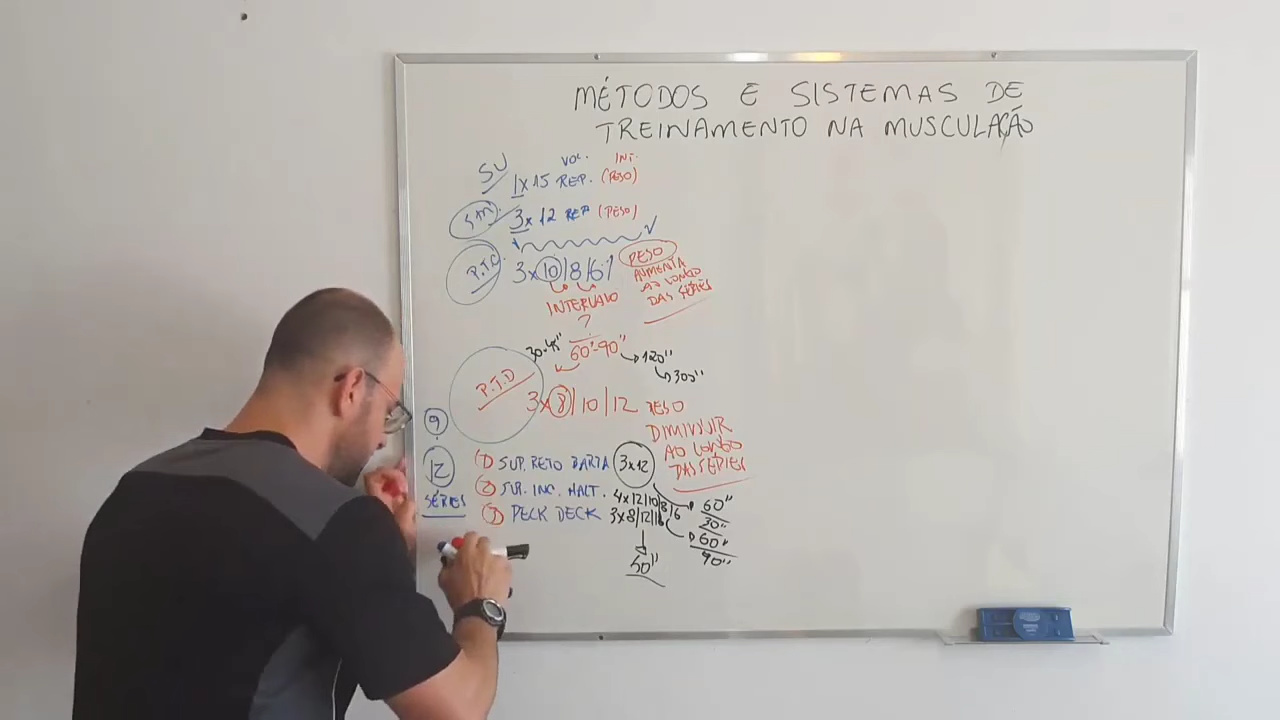 MÉTODOS E SISTEMAS DE
TREINAMENTO NA MUSCULAÇÃO
SU
VOL. INT.
1x15 REP. (PESO)
3x12 REP (PESO)
P.T.C. 3x10/8/6
PESO
AUMENTA
AO LONGO
DAS SÉRIES
INTERVALO
?
30-45" 60"-90" 120"
300"
P.T.D
3x8/10/12 PESO
DIMINUIR
AO LONGO
DAS SÉRIES
9
12
SÉRIES
1 SUP. RETO BARRA 3x12
2 SUP. INC. HALT. 4x12/10/8/6
3 PECK DECK 3x8/12/
60"
30"
60"
90"